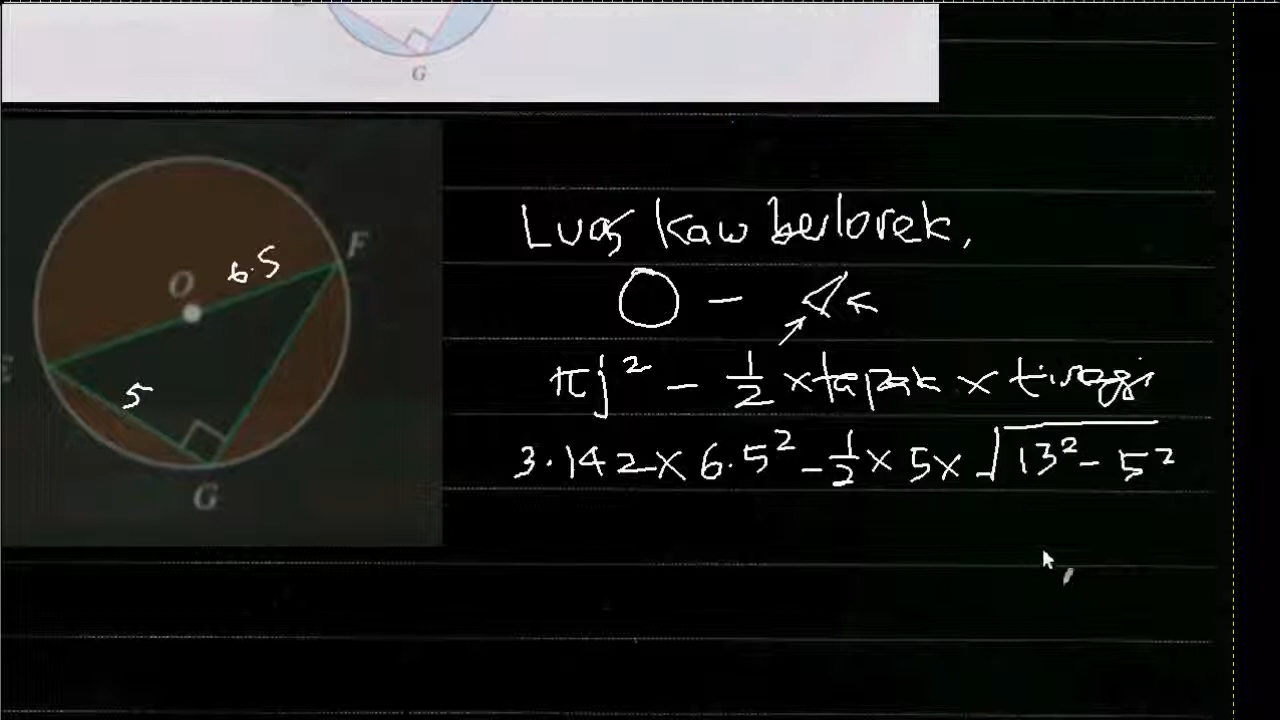 G
F
6.5
O
E
5
G
Luas kaw berlorek,
O - △
πj² - 1/2 × tapak × tinggi
3.142 × 6.5² - 1/2 × 5 × √(13² - 5²)